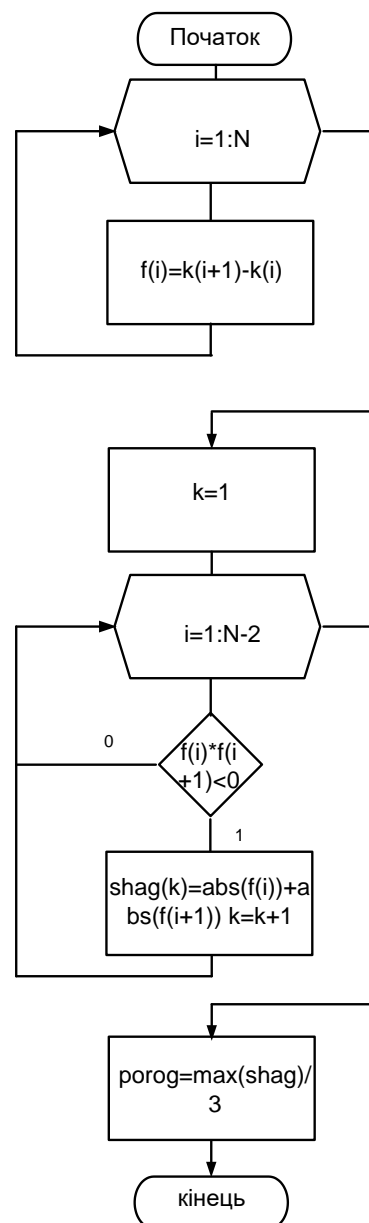 Початок
i=1:N
f(i)=k(i+1)-k(i)
k=1
i=1:N-2
0
f(i)*f(i
+1)<0
1
shag(k)=abs(f(i))+a
bs(f(i+1)) k=k+1
porog=max(shag)/
3
кінець